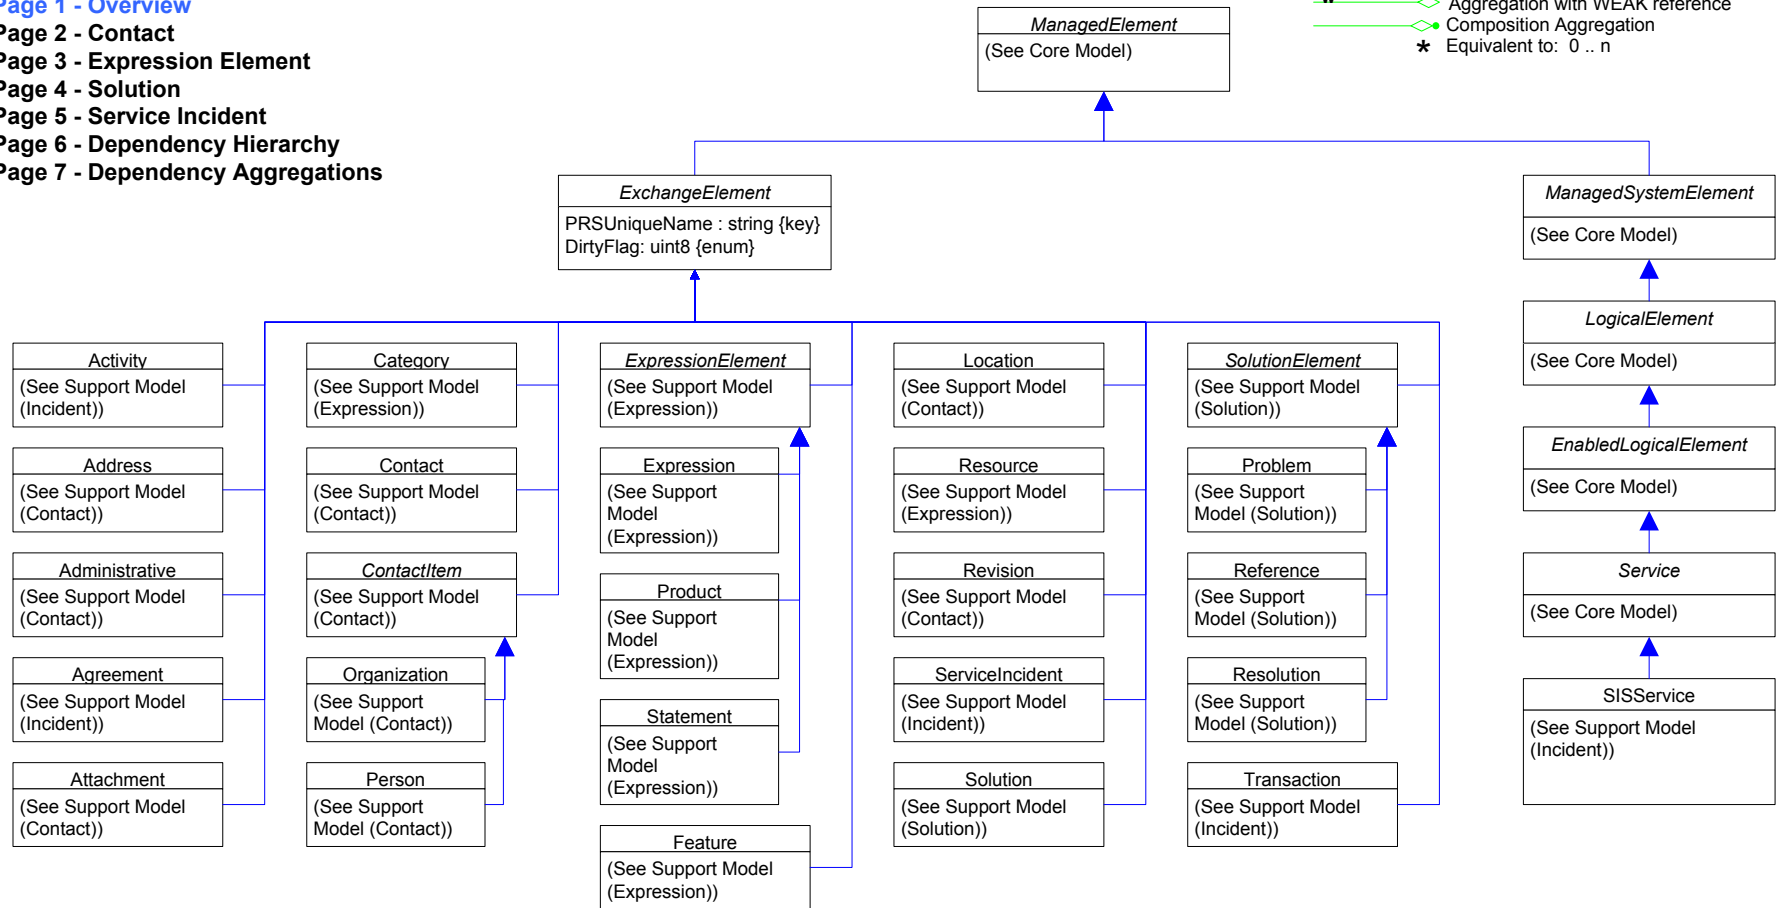 Page 1 - Overview
Page 2 - Contact
Page 3 - Expression Element
Page 4 - Solution
Page 5 - Service Incident
Page 6 - Dependency Hierarchy
Page 7 - Dependency Aggregations
* Aggregation with WEAK reference
Composition Aggregation
* Equivalent to: 0 .. n
ManagedElement
(See Core Model)
ExchangeElement
PRSUniqueName : string {key}
DirtyFlag: uint8 {enum}
ManagedSystemElement
(See Core Model)
LogicalElement
(See Core Model)
EnabledLogicalElement
(See Core Model)
Service
(See Core Model)
SISService
(See Support Model
(Incident))
Activity
(See Support Model
(Incident))
Address
(See Support Model
(Contact))
Administrative
(See Support Model
(Contact))
Agreement
(See Support Model
(Incident))
Attachment
(See Support Model
(Contact))
Category
(See Support Model
(Expression))
Contact
(See Support Model
(Contact))
ContactItem
(See Support Model
(Contact))
Organization
(See Support
Model (Contact))
Person
(See Support
Model (Contact))
ExpressionElement
(See Support Model
(Expression))
Expression
(See Support
Model
(Expression))
Product
(See Support
Model
(Expression))
Statement
(See Support
Model
(Expression))
Feature
(See Support Model
(Expression))
Location
(See Support Model
(Contact))
Resource
(See Support Model
(Expression))
Revision
(See Support Model
(Contact))
ServiceIncident
(See Support Model
(Incident))
Solution
(See Support Model
(Solution))
SolutionElement
(See Support Model
(Solution))
Problem
(See Support
Model (Solution))
Reference
(See Support
Model (Solution))
Resolution
(See Support
Model (Solution))
Transaction
(See Support Model
(Incident))